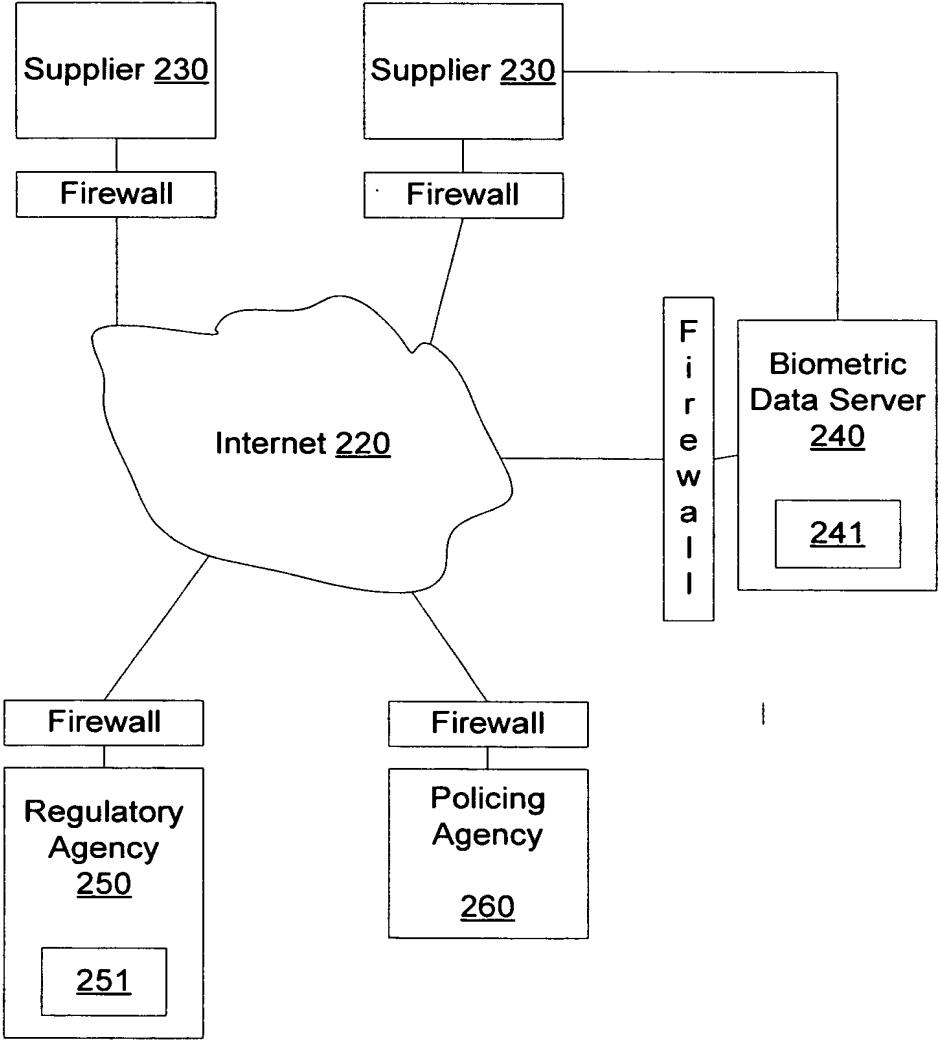 Supplier 230
Supplier 230
Firewall
Firewall
Firewall
Biometric
Data Server
240
241
Internet 220
Firewall
Firewall
Regulatory
Agency
250
251
Policing
Agency
260